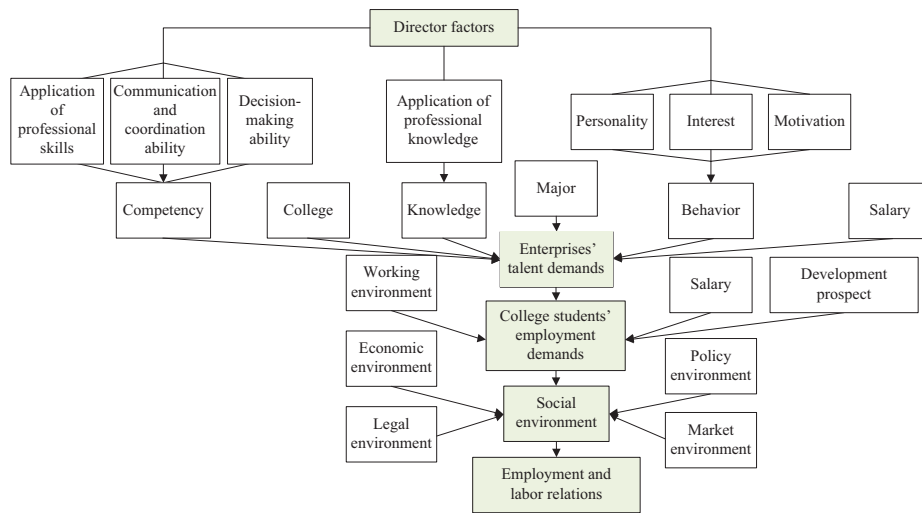 Director factors
Application
of
professional
skills
Communication
and
coordination
ability
Decision-
making
ability
Application of
professional
knowledge
Personality
Interest
Motivation
Competency
College
Knowledge
Major
Behavior
Salary
Enterprises’
talent demands
Working
environment
Salary
Development
prospect
College students’
employment
demands
Economic
environment
Policy
environment
Social
environment
Legal
environment
Market
environment
Employment and
labor relations